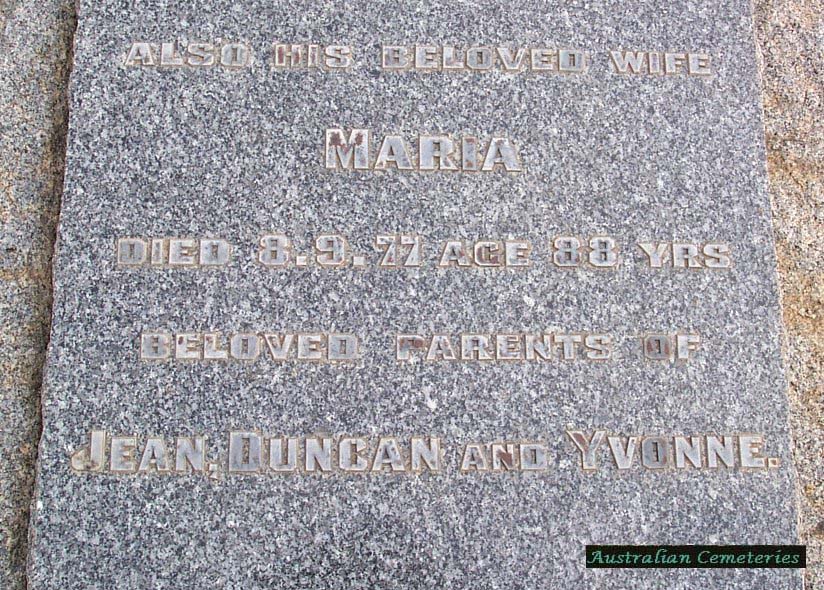 ALSO HIS BELOVED WIFE
MARIA
DIED 8.9.77 AGE 88 YRS
BELOVED PARENTS OF
JEAN, DUNCAN AND YVONNE.
Australian Cemeteries